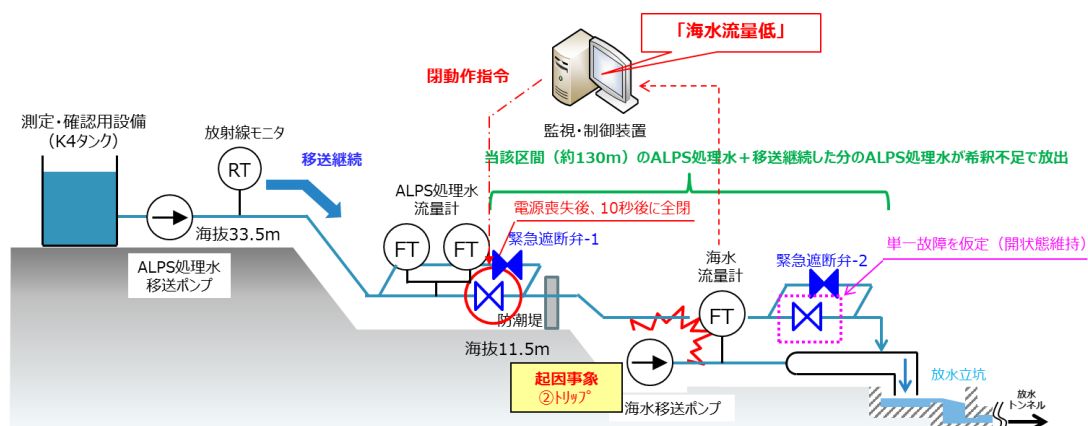 「海水流量低」
閉動作指令
測定・確認用設備
(K4タンク)
放射線モニタ
監視・制御装置
移送継続
当該区間（約130m）のALPS処理水＋移送継続した分のALPS処理水が希釈不足で放出
RT
ALPS処理水
流量計
電源喪失後、10秒後に全閉
緊急遮断弁-1
海水
流量計
単一故障を仮定（開状態維持）
緊急遮断弁-2
海抜33.5m
FT
FT
ALPS処理水
移送ポンプ
FT
防潮堤
海抜11.5m
起因事象
②トリップ
海水移送ポンプ
放水立坑
放水
トンネル